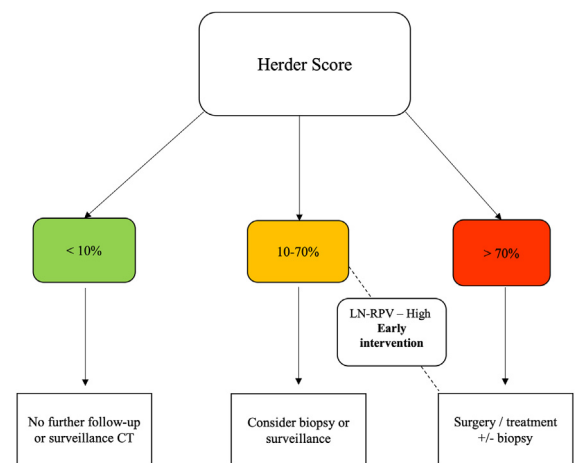 Herder Score
< 10%
10-70%
> 70%
LN-RPV – High
Early
intervention
No further follow-up
or surveillance CT
Consider biopsy or
surveillance
Surgery / treatment
+/- biopsy